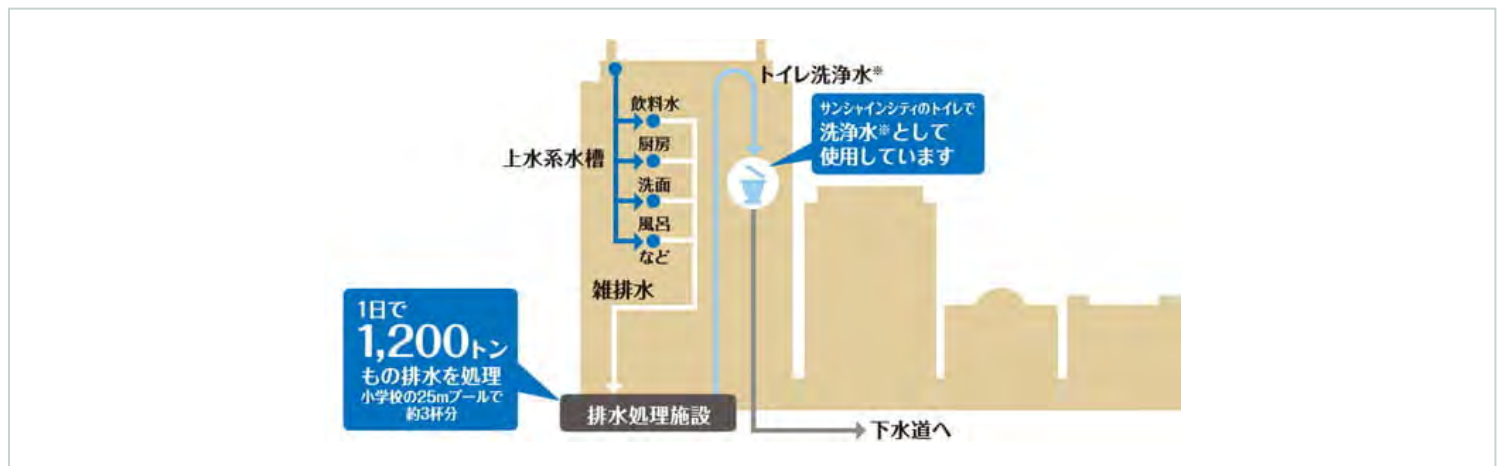 トイレ洗浄水※
サンシャインシティのトイレで
洗浄水※として
使用しています
上水系水槽
飲料水
厨房
洗面
風呂
など
雑排水
1日で
1,200トン
もの排水を処理
小学校の25mプールで
約3杯分
排水処理施設
下水道へ